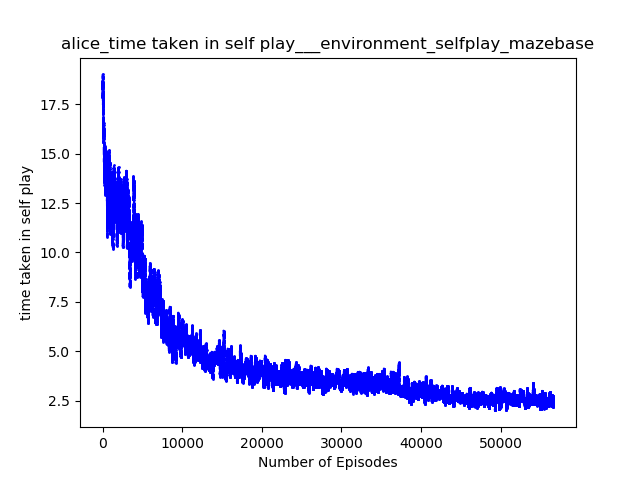 alice_time taken in self play___environment_selfplay_mazebase
17.5
15.0
12.5
10.0
7.5
5.0
2.5
time taken in self play
0 10000 20000 30000 40000 50000
Number of Episodes